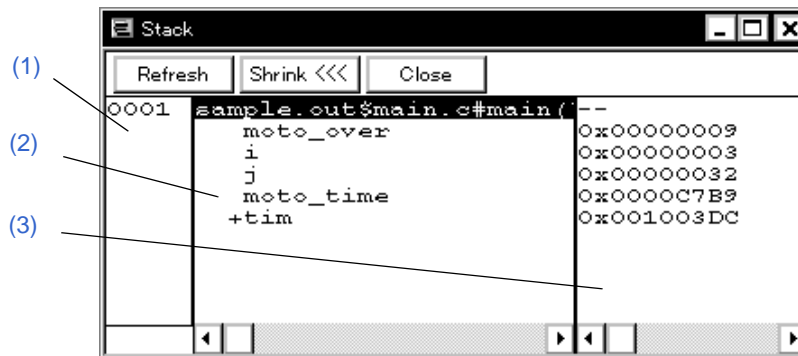 Stack
Refresh Shrink <<< Close
(1)
0001 sample.out$main.c#main( --
moto_over 0x00000009
(2)
i 0x00000003
j 0x00000032
moto_time 0x0000C7B9
(3)
+tim 0x001003DC